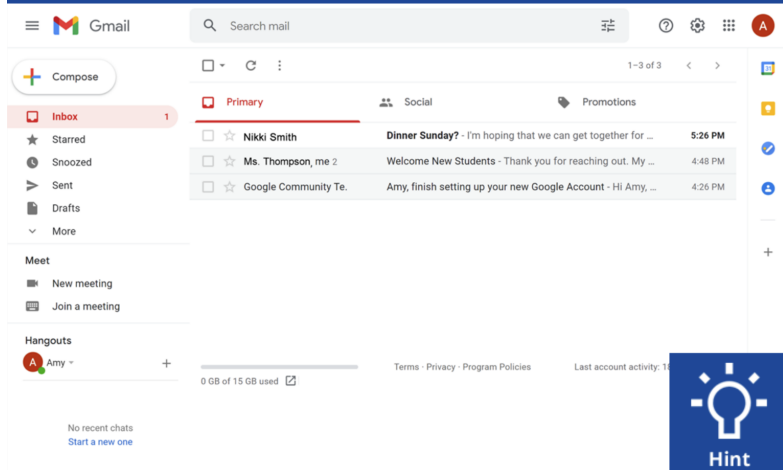 Gmail
Search mail
A
Compose
1–3 of 3
31
Primary
Social
Promotions
Inbox 1
Nikki Smith Dinner Sunday? - I'm hoping that we can get together for ... 5:26 PM
Starred
Ms. Thompson, me 2 Welcome New Students - Thank you for reaching out. My ... 4:48 PM
Snoozed
Google Community Te. Amy, finish setting up your new Google Account - Hi Amy, ... 4:26 PM
Sent
Drafts
More
Meet
New meeting
Join a meeting
Hangouts
A Amy
Terms · Privacy · Program Policies
Last account activity:
0 GB of 15 GB used
No recent chats
Start a new one
Hint